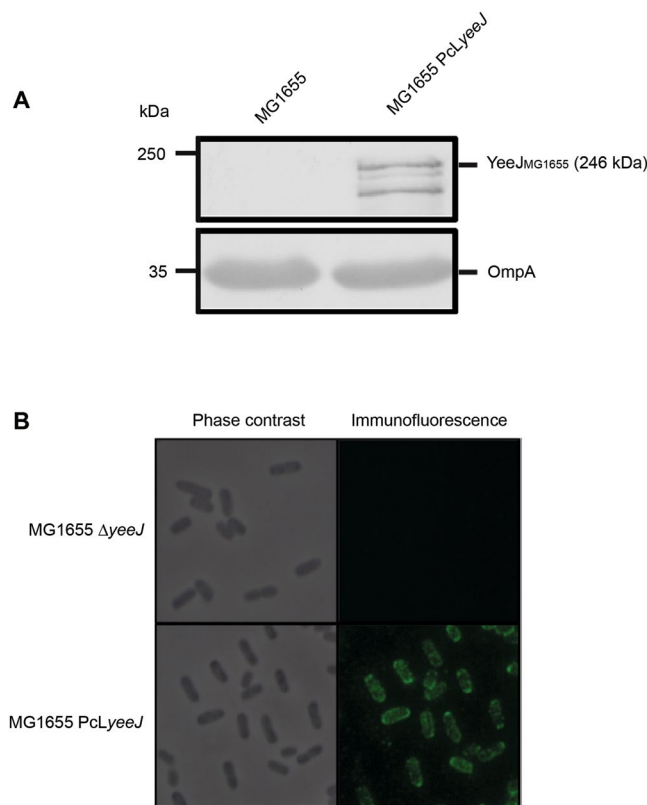 A
kDa
MG1655
MG1655 PcLyeeJ
250
YeeJMG1655 (246 kDa)
35
OmpA
B
Phase contrast
Immunofluorescence
MG1655 ΔyeeJ
MG1655 PcLyeeJ